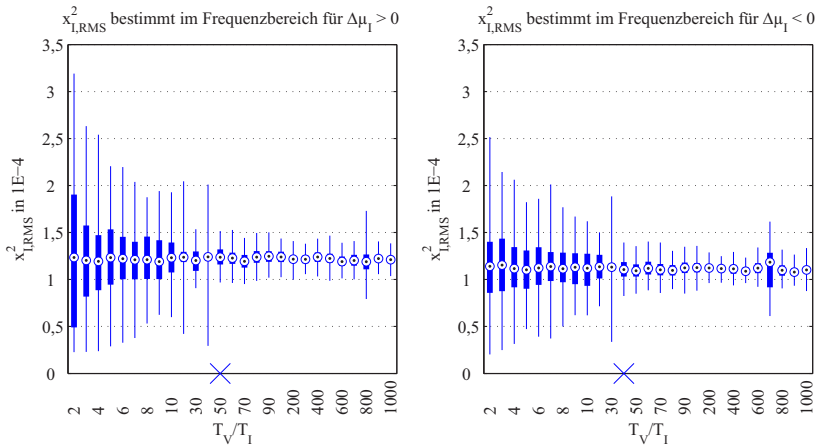 x²I,RMS bestimmt im Frequenzbereich für ΔμI > 0
x²I,RMS in 1E−4
3,5
3
2,5
2
1,5
1
0,5
0
2 4 6 8 10 30 50 70 90 200 400 600 800 1000
TV/TI
x²I,RMS bestimmt im Frequenzbereich für ΔμI < 0
x²I,RMS in 1E−4
3,5
3
2,5
2
1,5
1
0,5
0
2 4 6 8 10 30 50 70 90 200 400 600 800 1000
TV/TI